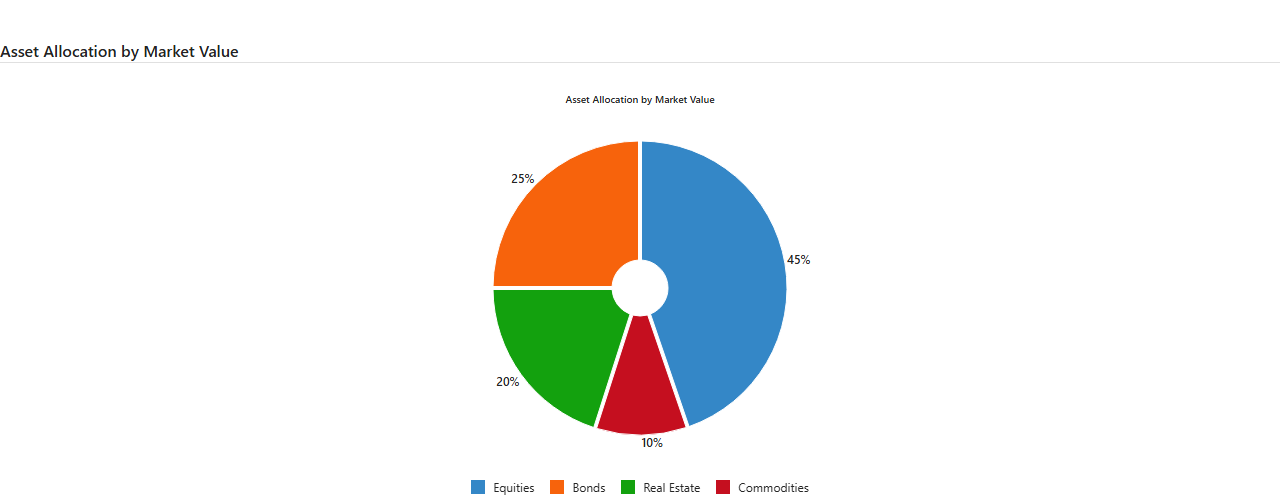 Asset Allocation by Market Value
Asset Allocation by Market Value
25%
45%
20%
10%
Equities Bonds Real Estate Commodities